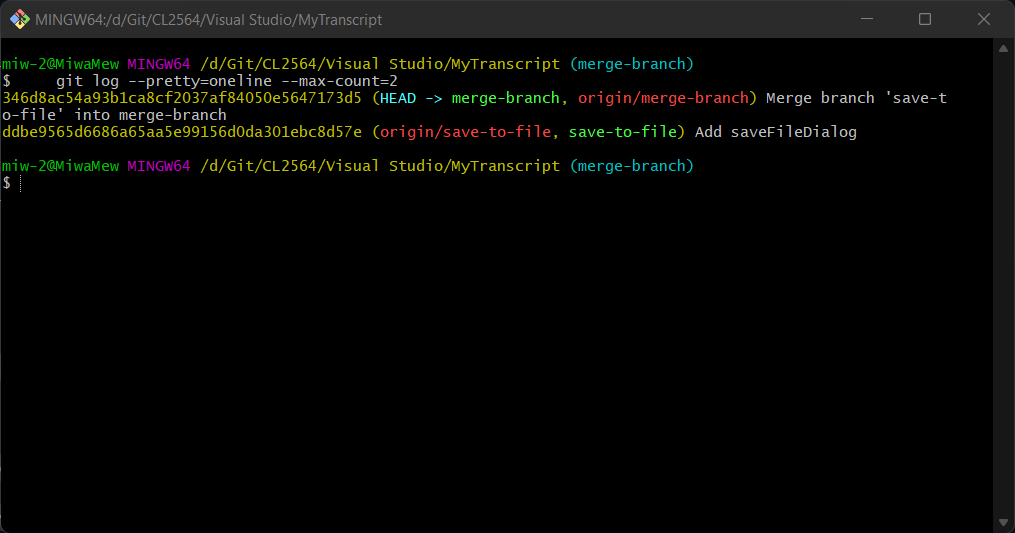 MINGW64:/d/Git/CL2564/Visual Studio/MyTranscript
miw-2@MiwaMew MINGW64 /d/Git/CL2564/Visual Studio/MyTranscript (merge-branch)
$     git log --pretty=oneline --max-count=2
346d8ac54a93b1ca8cf2037af84050e5647173d5 (HEAD -> merge-branch, origin/merge-branch) Merge branch 'save-t
o-file' into merge-branch
ddbe9565d6686a65aa5e99156d0da301ebc8d57e (origin/save-to-file, save-to-file) Add saveFileDialog
miw-2@MiwaMew MINGW64 /d/Git/CL2564/Visual Studio/MyTranscript (merge-branch)
$